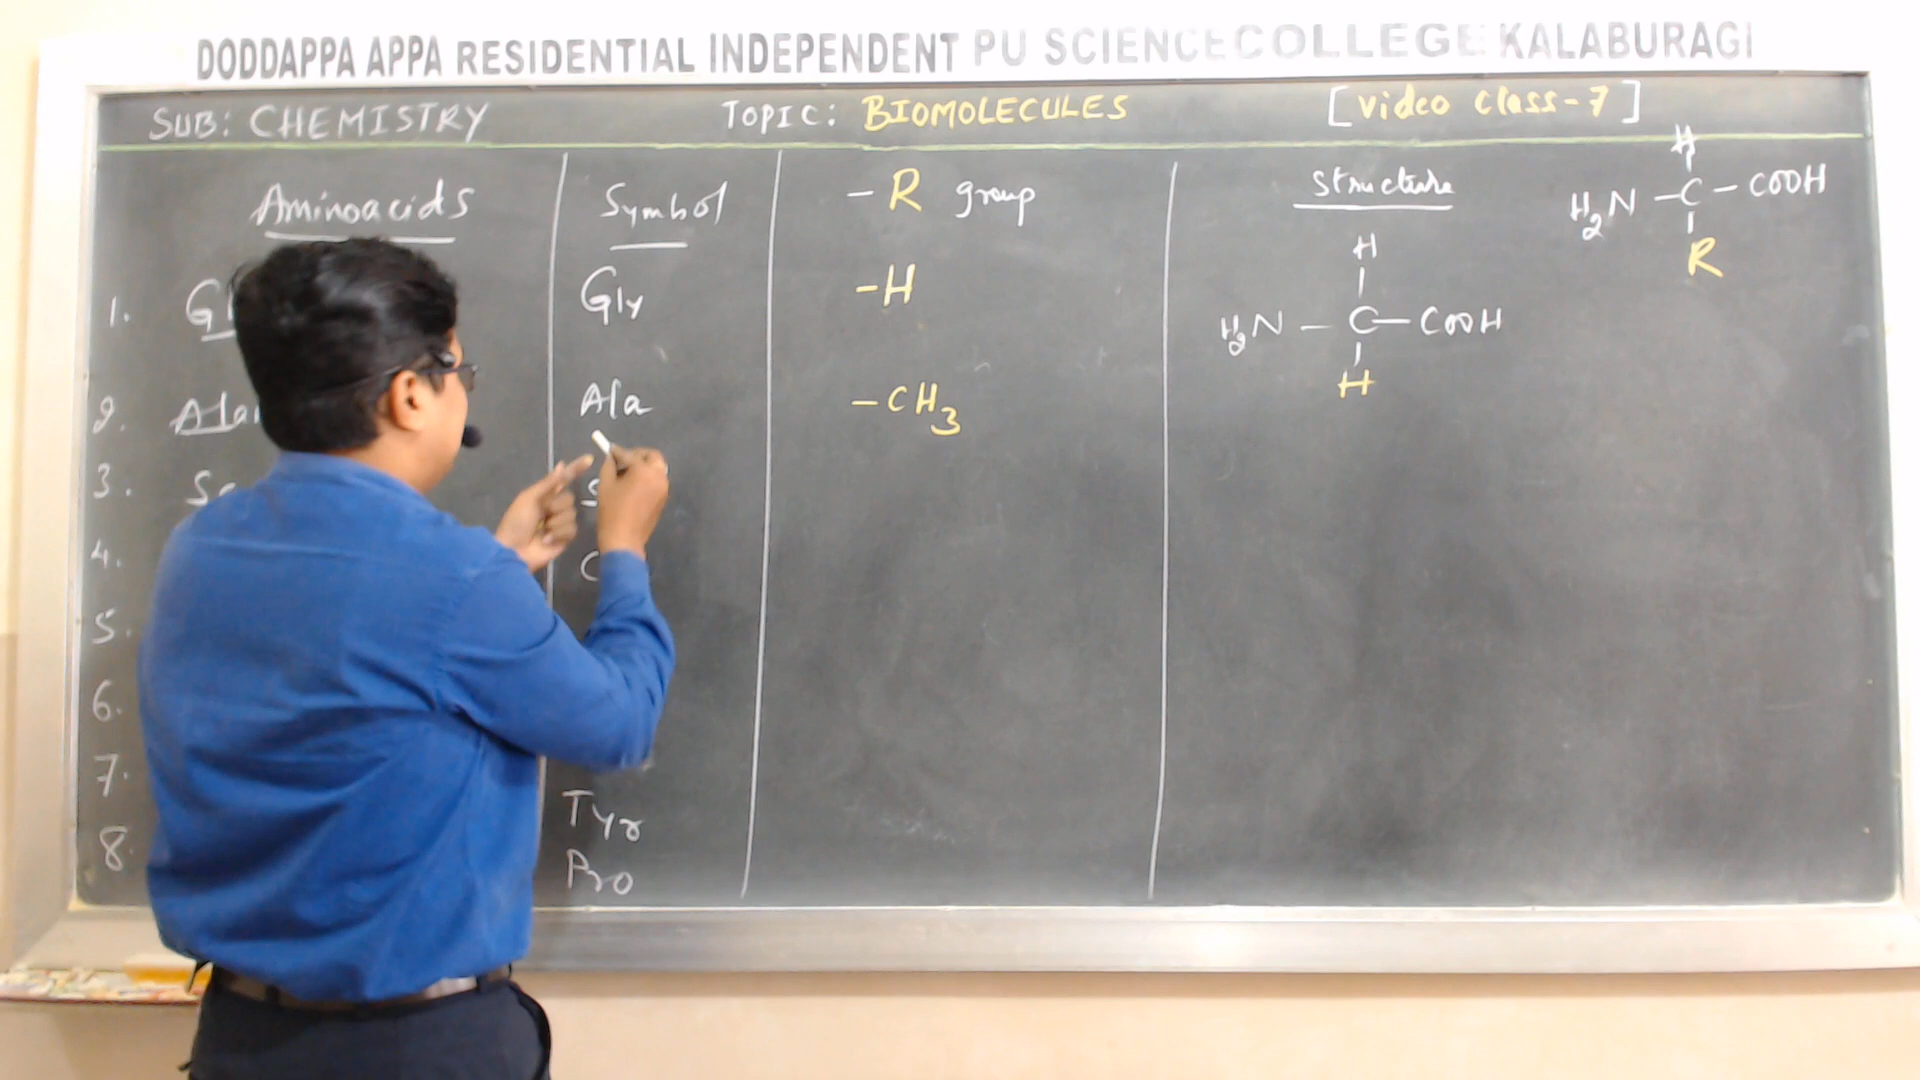 DODDAPPA APPA RESIDENTIAL INDEPENDENT PU SCIENCE COLLEGE KALABURAGI
SUB: CHEMISTRY TOPIC: BIOMOLECULES [Video Class-7]
Aminoacids Symbol -R group Structure
H
H2N - C - COOH
R
1. Gly -H
H
H2N - C - COOH
H
2. Ala -CH3
3.
4.
5.
6.
7. Tyr
8. Pro